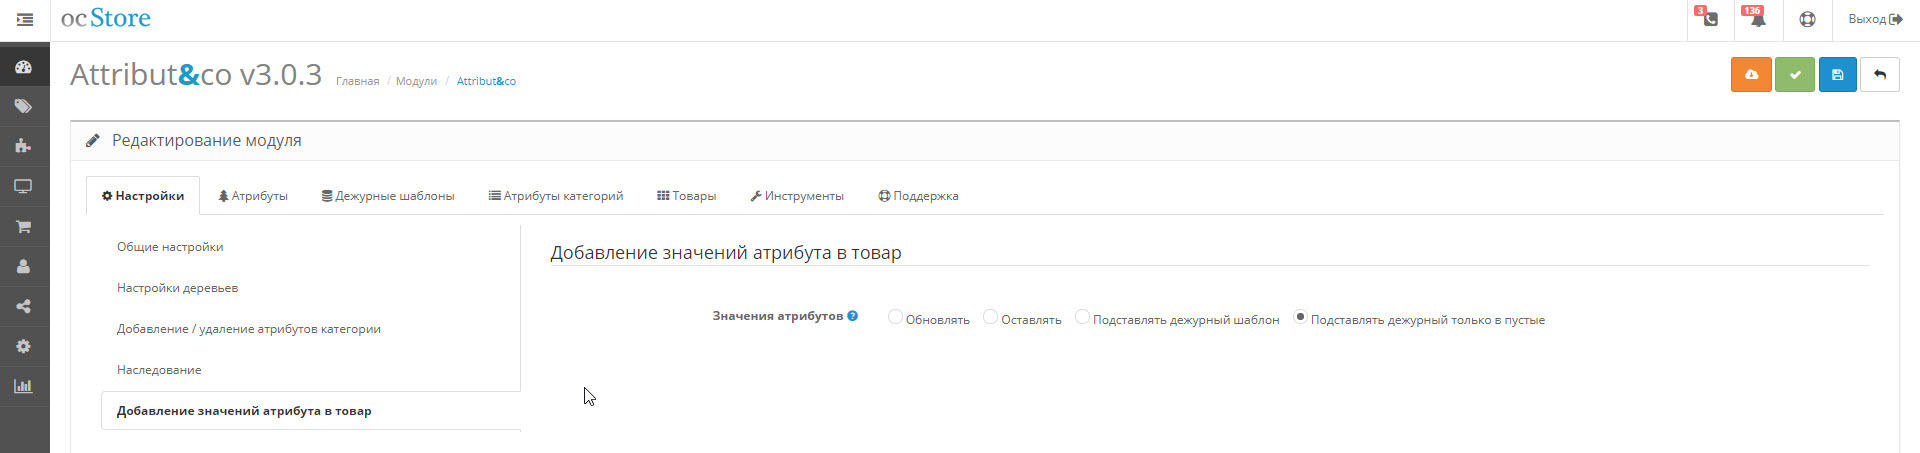 ocStore
3
136
Выход
Attribut&co v3.0.3
Главная / Модули / Attribut&co
Редактирование модуля
Настройки
Атрибуты
Дежурные шаблоны
Атрибуты категорий
Товары
Инструменты
Поддержка
Общие настройки
Настройки деревьев
Добавление / удаление атрибутов категории
Наследование
Добавление значений атрибута в товар
Добавление значений атрибута в товар
Значения атрибутов ?
Обновлять
Оставлять
Подставлять дежурный шаблон
Подставлять дежурный только в пустые